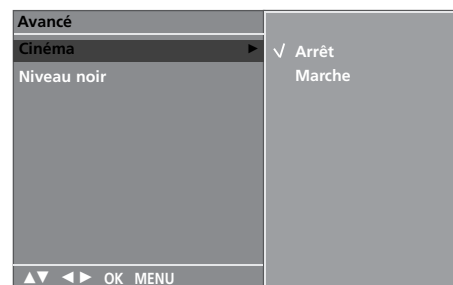 Avancé
Cinéma ►
Niveau noir
√ Arrêt
Marche
▲▼ ◄► OK MENU